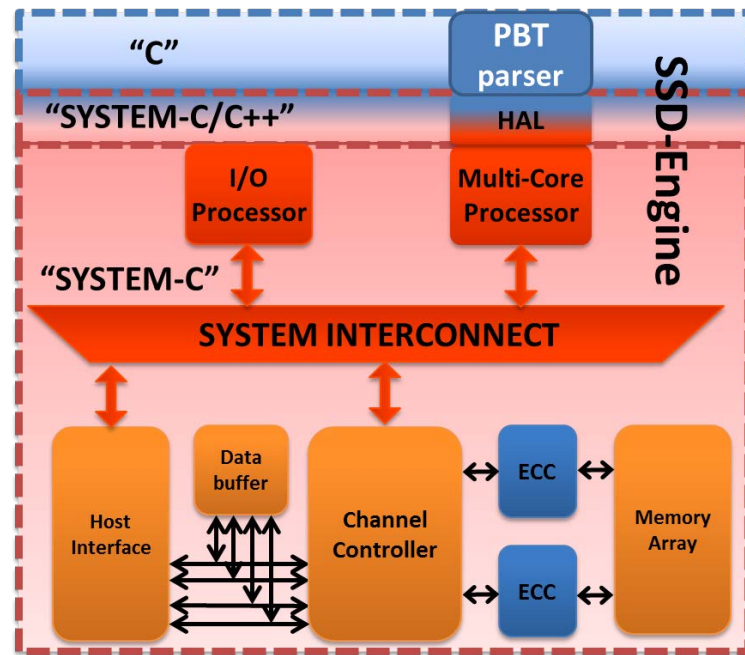 “C”
PBT
parser
“SYSTEM-C/C++”
HAL
SSD-Engine
I/O
Processor
Multi-Core
Processor
“SYSTEM-C”
SYSTEM INTERCONNECT
Host
Interface
Data
buffer
Channel
Controller
ECC
ECC
Memory
Array